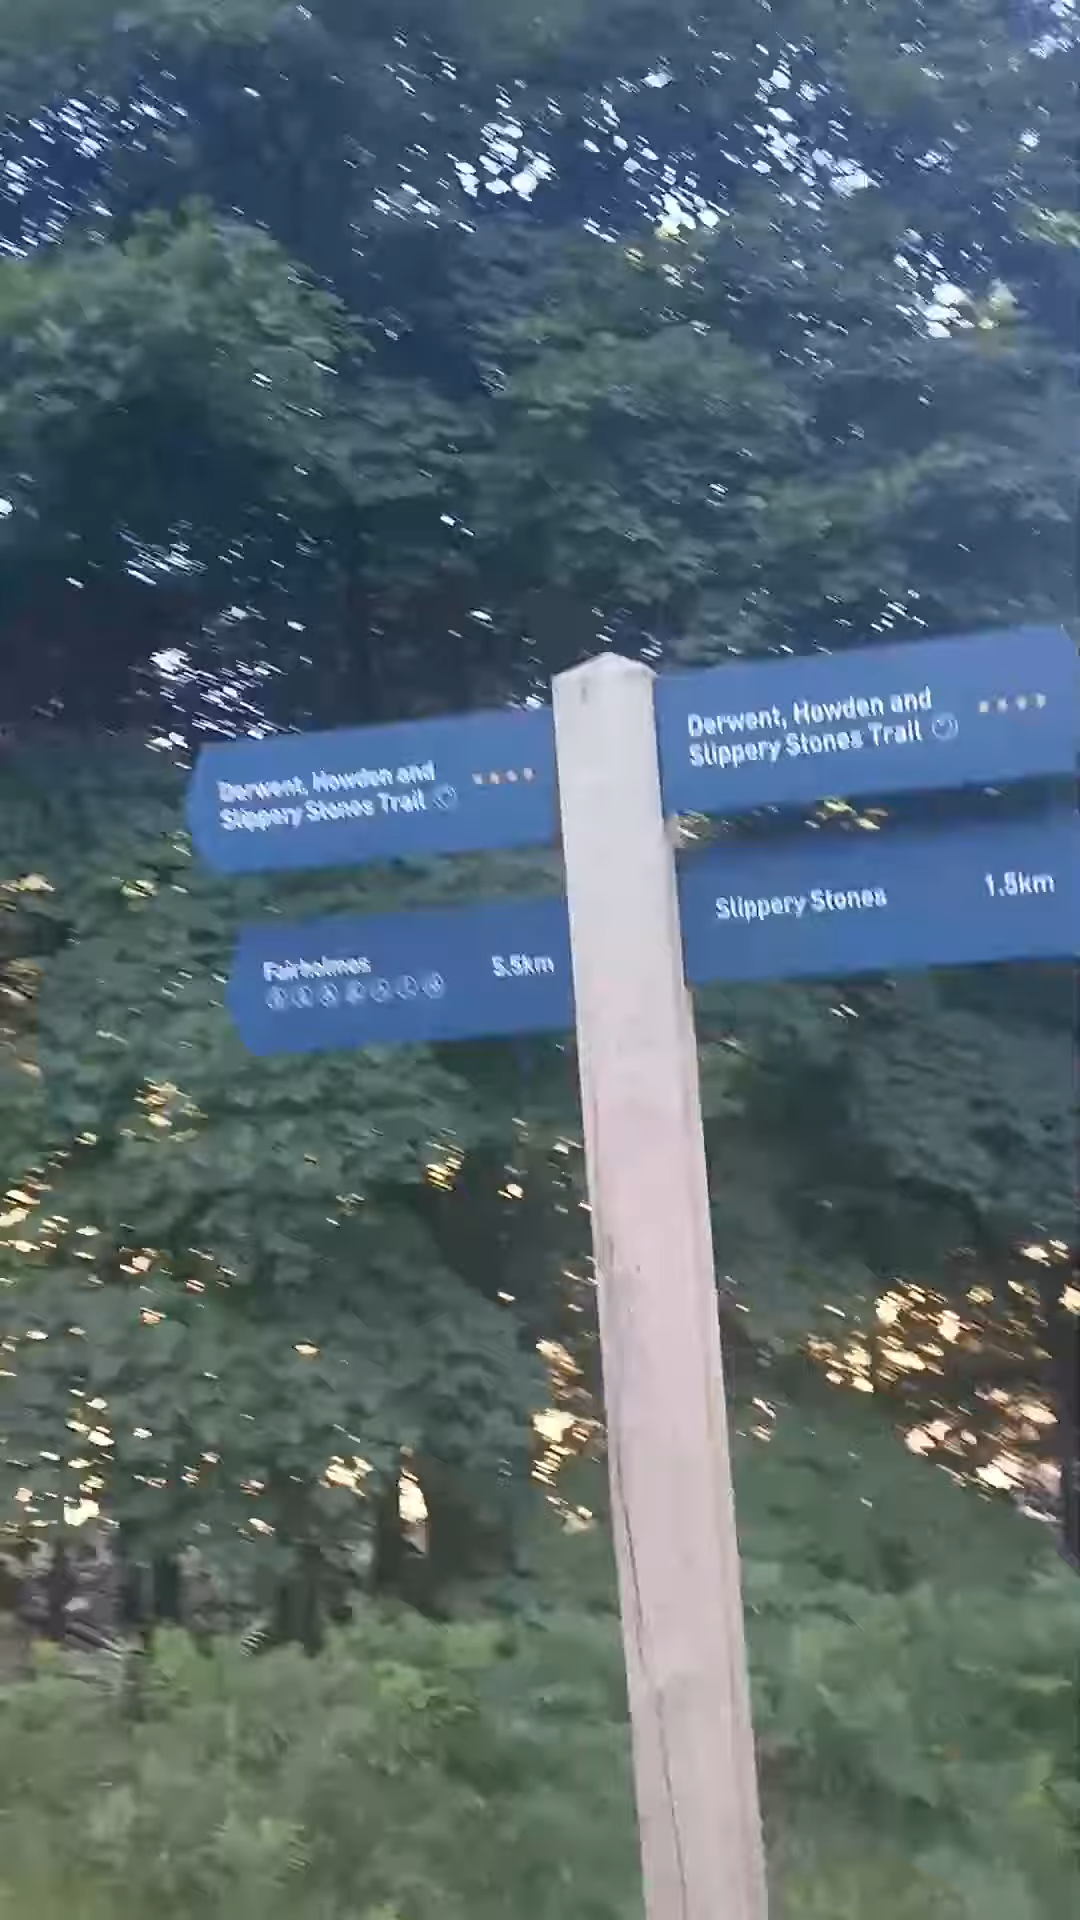 Derwent, Howden and
Slippery Stones Trail
Fairholmes
5.5km
Derwent, Howden and
Slippery Stones Trail
Slippery Stones
1.5km